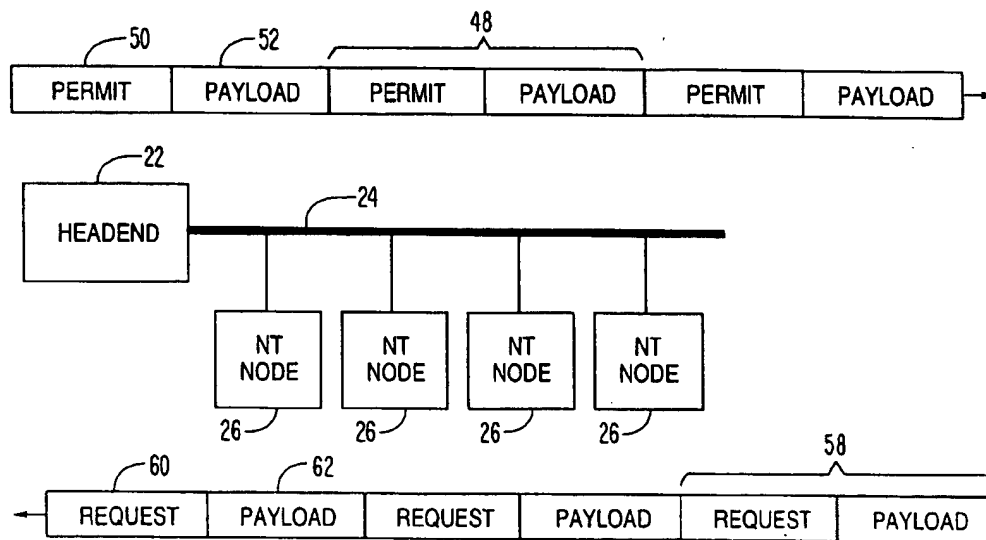 50 52 48
PERMIT PAYLOAD PERMIT PAYLOAD PERMIT PAYLOAD
22
24
HEADEND
NT NT NT NT
NODE NODE NODE NODE
26 26 26 26
60 62 58
REQUEST PAYLOAD REQUEST PAYLOAD REQUEST PAYLOAD